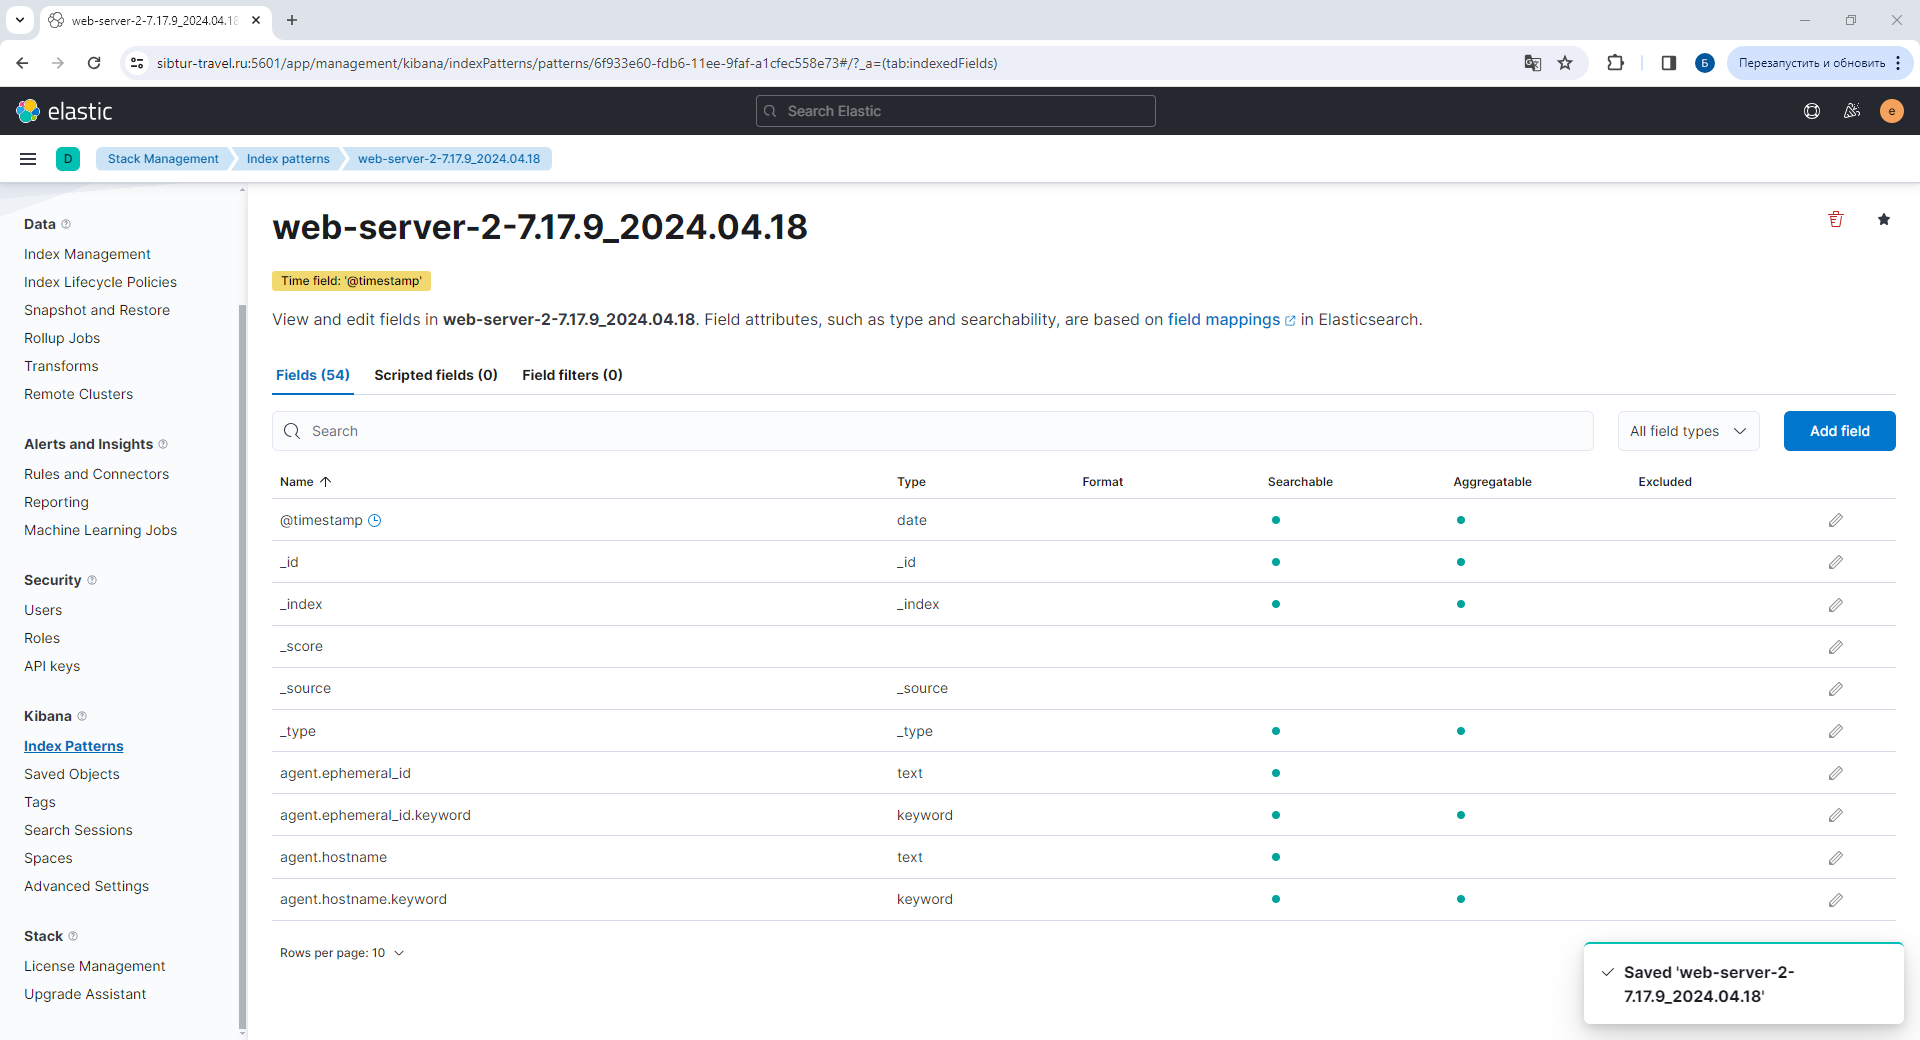 web-server-2-7.17.9_2024.04.18
sibtur-travel.ru:5601/app/management/kibana/indexPatterns/patterns/6f933e60-fdb6-11ee-9faf-a1cfec558e73#/?_a=(tab:indexedFields)
Б
Перезапустить и обновить
elastic
Search Elastic
e
D
Stack Management
Index patterns
web-server-2-7.17.9_2024.04.18
Data
Index Management
Index Lifecycle Policies
Snapshot and Restore
Rollup Jobs
Transforms
Remote Clusters
Alerts and Insights
Rules and Connectors
Reporting
Machine Learning Jobs
Security
Users
Roles
API keys
Kibana
Index Patterns
Saved Objects
Tags
Search Sessions
Spaces
Advanced Settings
Stack
License Management
Upgrade Assistant
web-server-2-7.17.9_2024.04.18
Time field: '@timestamp'
View and edit fields in web-server-2-7.17.9_2024.04.18. Field attributes, such as type and searchability, are based on field mappings in Elasticsearch.
Fields (54) Scripted fields (0) Field filters (0)
Search
All field types
Add field
Name Type Format Searchable Aggregatable Excluded
@timestamp date
_id _id
_index _index
_score
_source _source
_type _type
agent.ephemeral_id text
agent.ephemeral_id.keyword keyword
agent.hostname text
agent.hostname.keyword keyword
Rows per page: 10
Saved 'web-server-2-
7.17.9_2024.04.18'